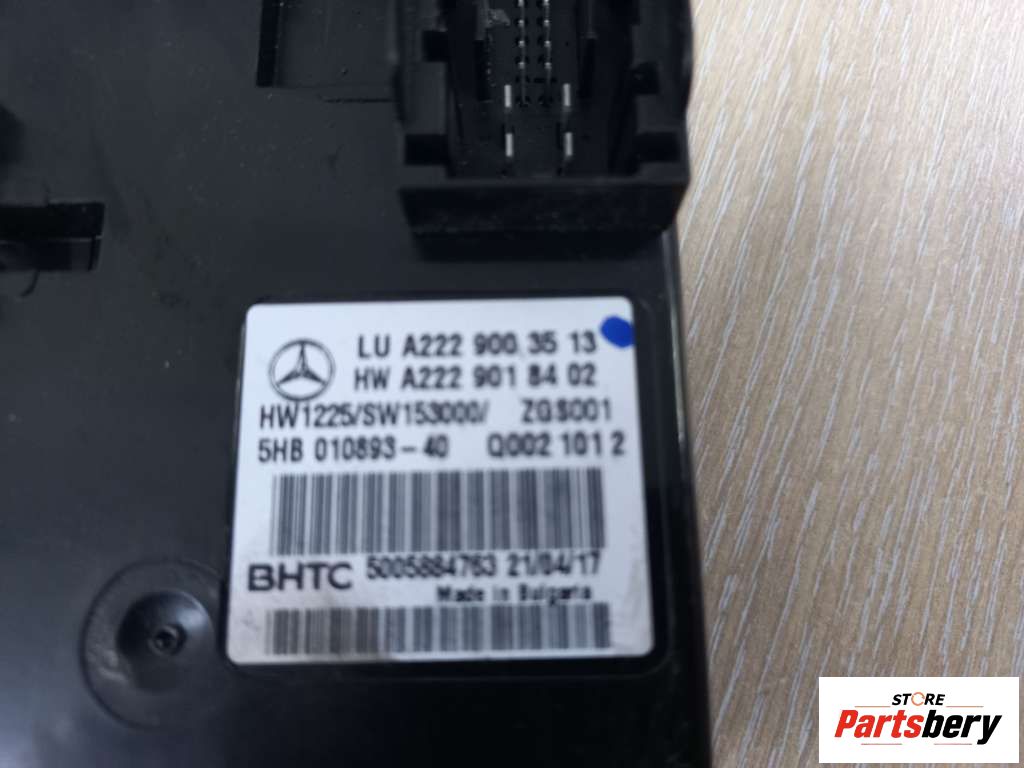 LU A222 900 35 13
HW A222 901 84 02
HW1225/SW153000/ ZGS001
5HB 010893-40 Q002 101 2
BHTC 5005884763 21/04/17
Made in Bulgaria
STORE
Partsbery